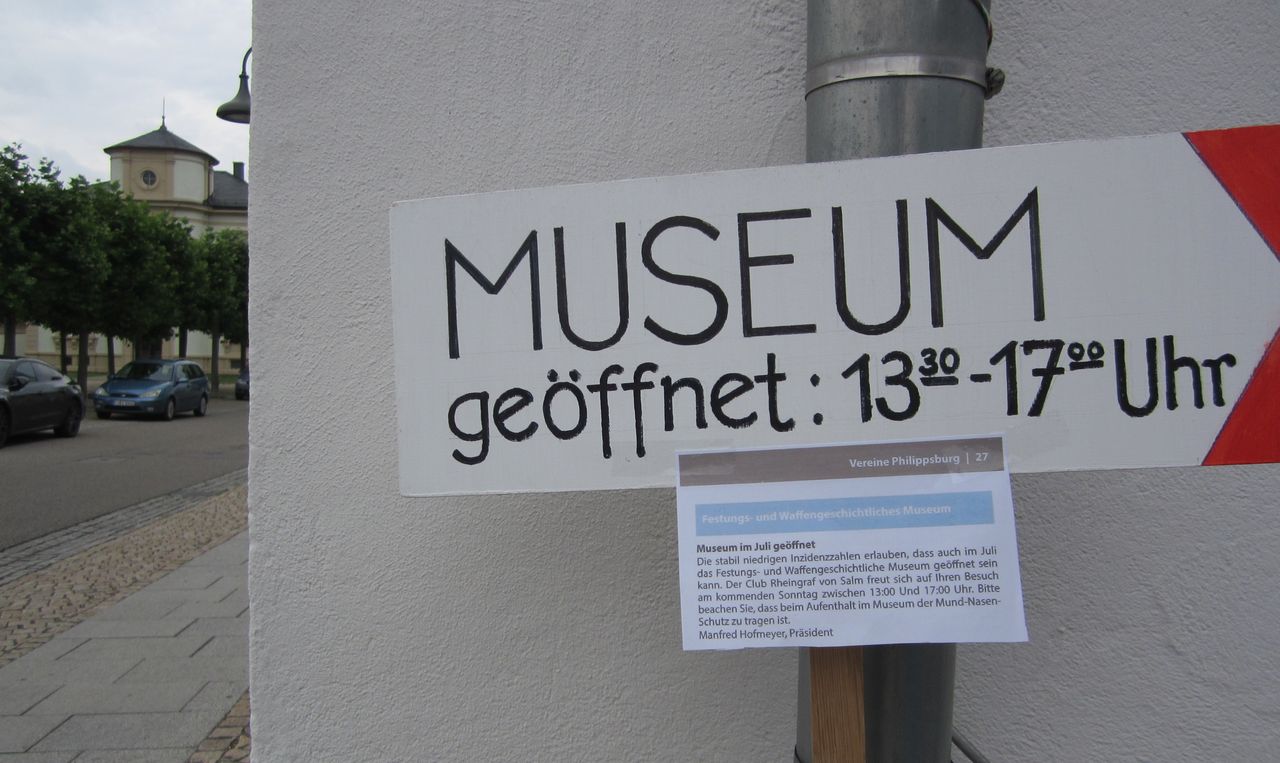 MUSEUM
geöffnet: 13³⁰-17⁰⁰ Uhr
Vereine Philippsburg | 27
Festungs- und Waffengeschichtliches Museum
Museum im Juli geöffnet
Die stabil niedrigen Inzidenzzahlen erlauben, dass auch im Juli
das Festungs- und Waffengeschichtliche Museum geöffnet sein
kann. Der Club Rheingraf von Salm freut sich auf Ihren Besuch
am kommenden Sonntag zwischen 13:00 Und 17:00 Uhr. Bitte
beachen Sie, dass beim Aufenthalt im Museum der Mund-Nasen-
Schutz zu tragen ist.
Manfred Hofmeyer, Präsident